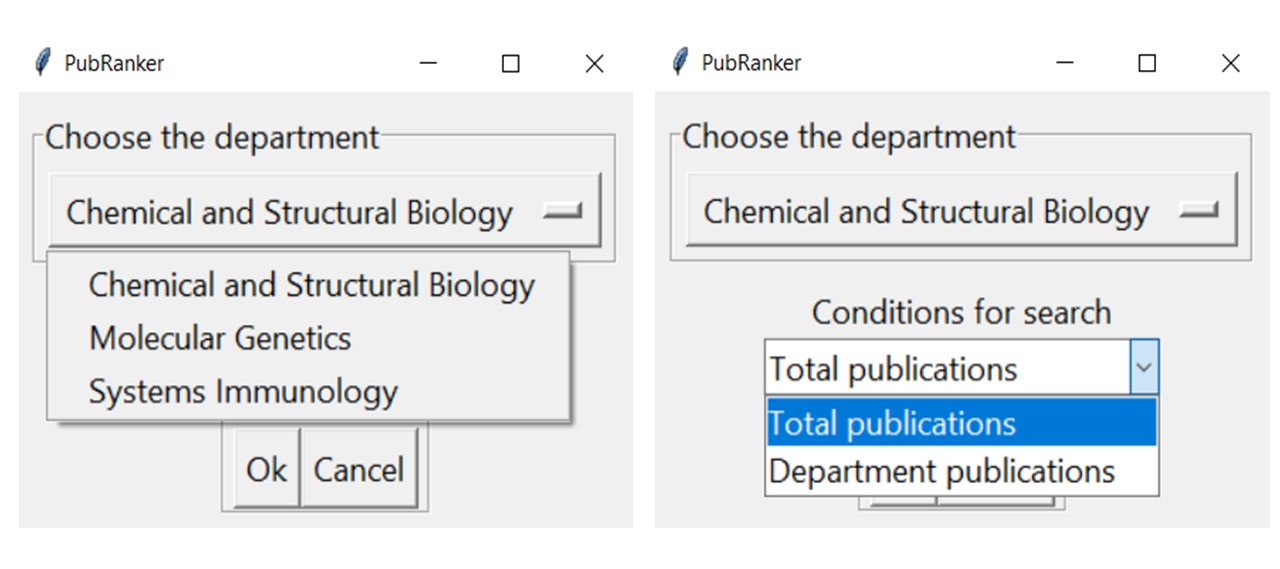 PubRanker
Choose the department
Chemical and Structural Biology
Chemical and Structural Biology
Molecular Genetics
Systems Immunology
Ok Cancel
PubRanker
Choose the department
Chemical and Structural Biology
Conditions for search
Total publications
Total publications
Department publications